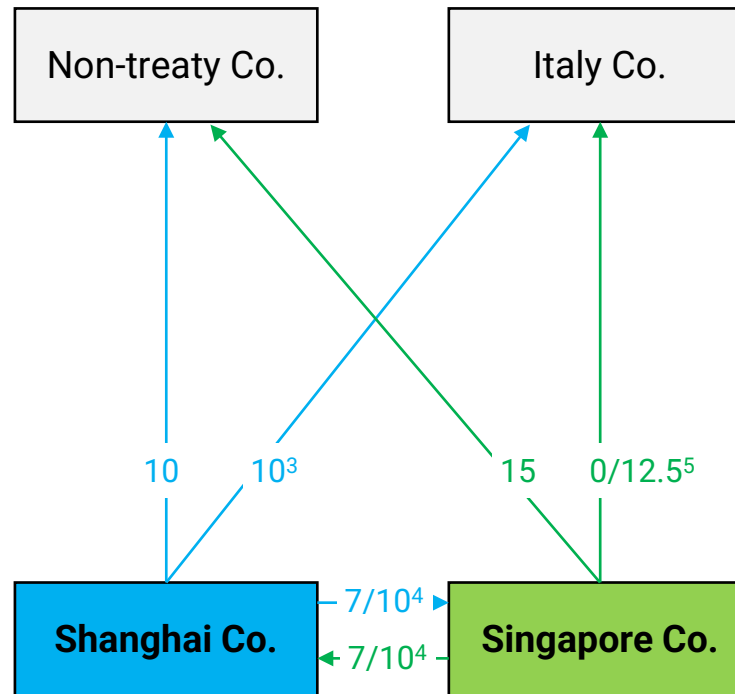 Non-treaty Co.
Italy Co.
10
10³
15
0/12.5⁵
7/10⁴
Shanghai Co.
Singapore Co.
7/10⁴